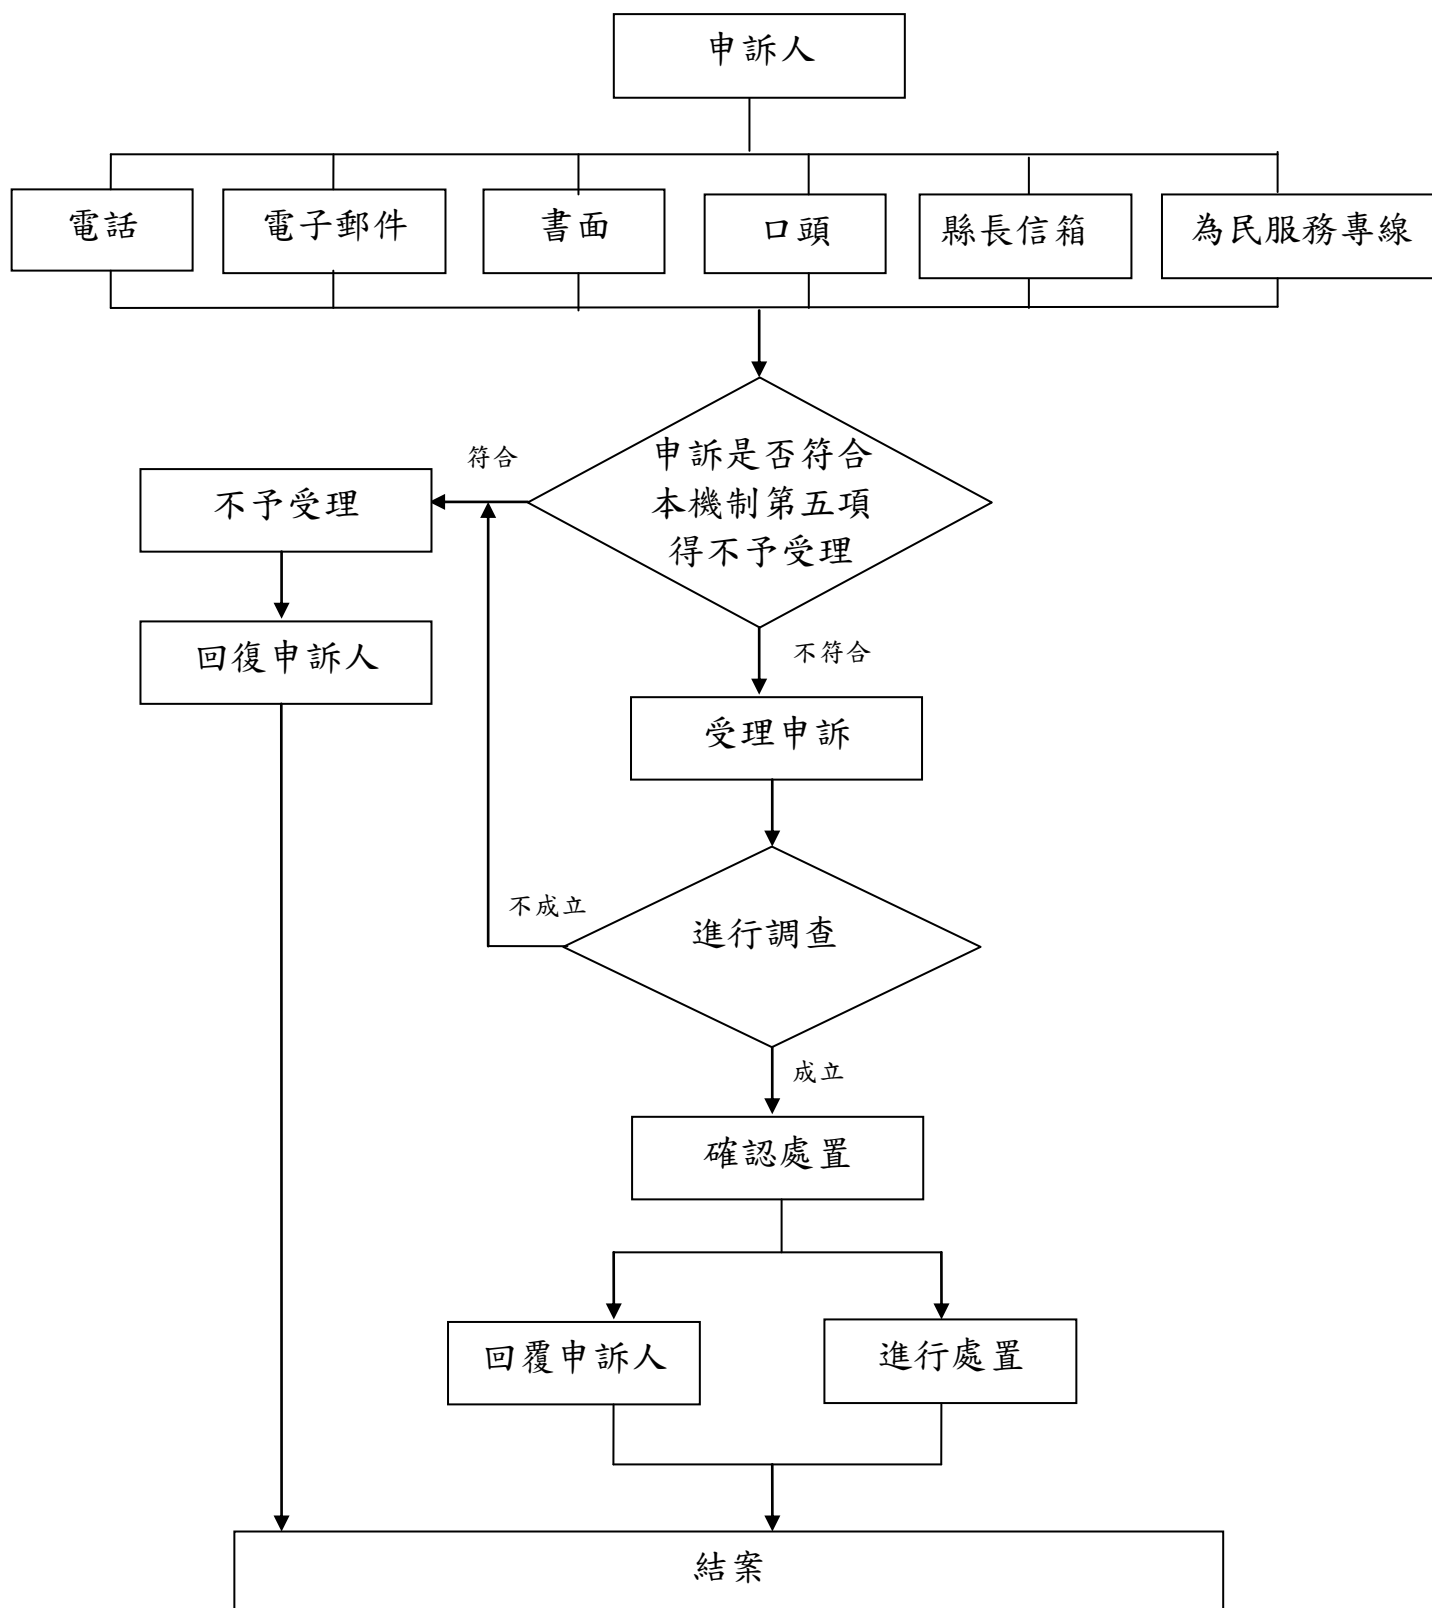 申訴人
電話
電子郵件
書面
口頭
縣長信箱
為民服務專線
申訴是否符合
本機制第五項
得不予受理
符合
不予受理
回復申訴人
不符合
受理申訴
進行調查
不成立
成立
確認處置
回覆申訴人
進行處置
結案